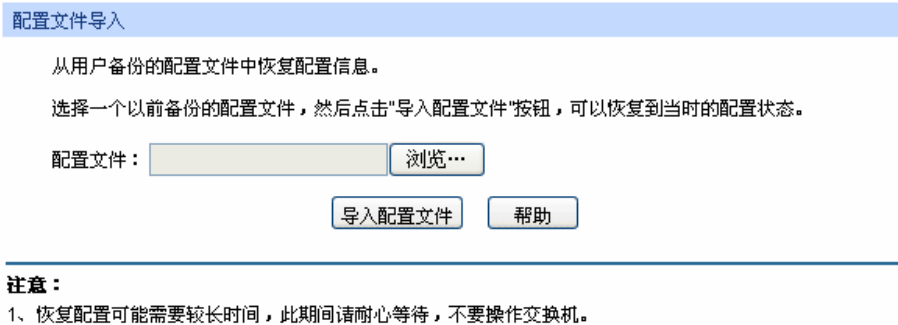 配置文件导入
从用户备份的配置文件中恢复配置信息。
选择一个以前备份的配置文件，然后点击"导入配置文件"按钮，可以恢复到当时的配置状态。
配置文件： 浏览…
导入配置文件 帮助
注意：
1、恢复配置可能需要较长时间，此期间请耐心等待，不要操作交换机。